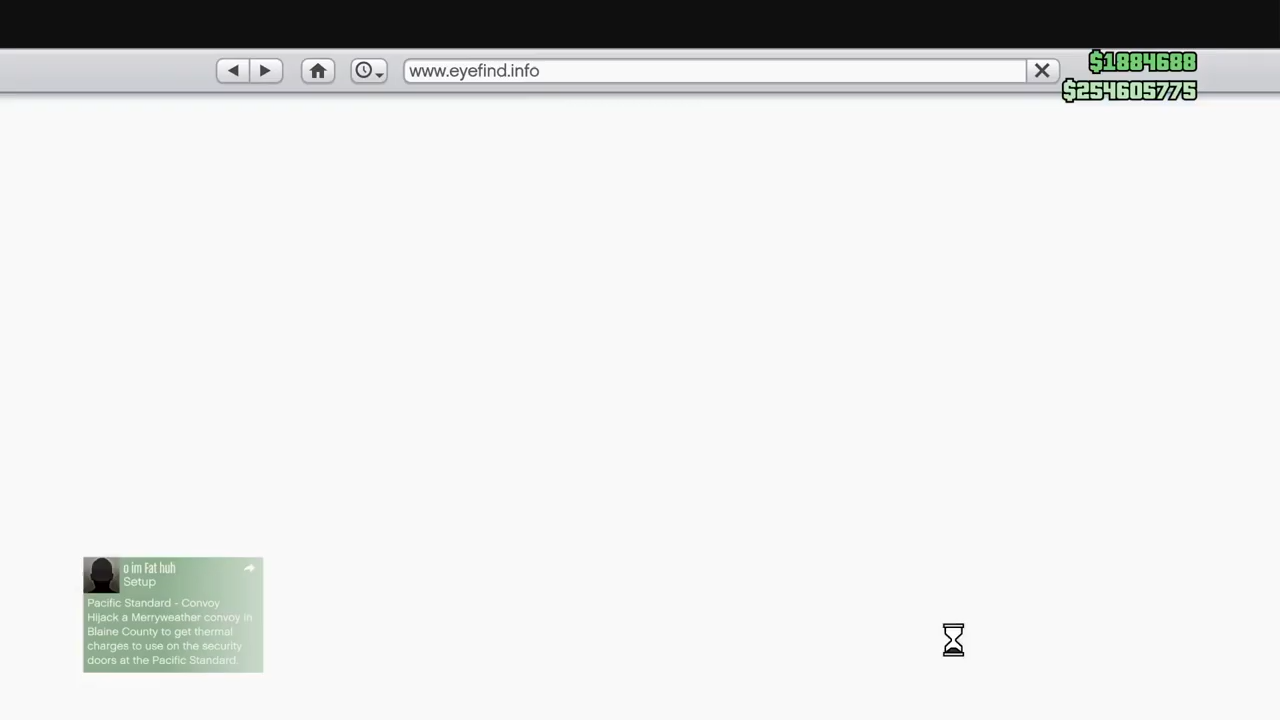 www.eyefind.info
$1884688
$254605775
o im Fat huh
Setup
Pacific Standard - Convoy
Hijack a Merryweather convoy in
Blaine County to get thermal
charges to use on the security
doors at the Pacific Standard.